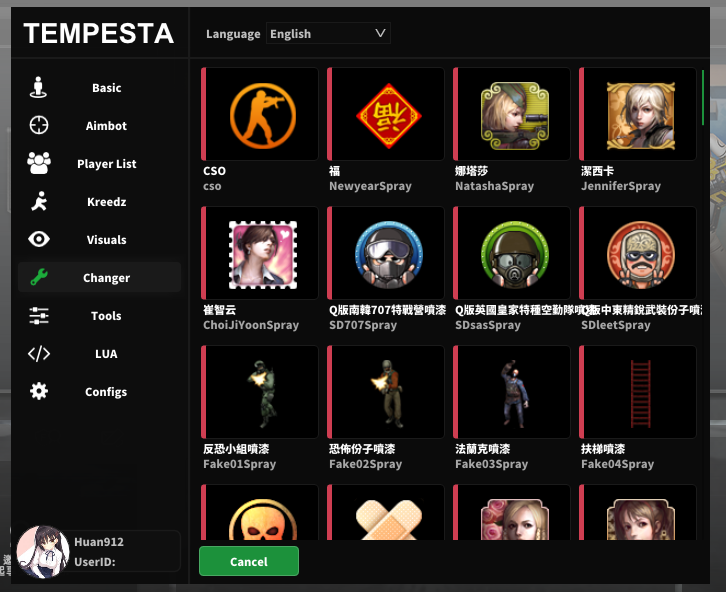 TEMPESTA
Language English
Basic
Aimbot
Player List
Kreedz
Visuals
Changer
Tools
LUA
Configs
CSO
cso
福
福
NewyearSpray
娜塔莎
NatashaSpray
潔西卡
JenniferSpray
崔智云
ChoiJiYoonSpray
Q版南韓707特戰營噴漆
SD707Spray
Q版英國皇家特種空勤隊噴漆
SDsasSpray
Q版中東精銳武裝份子噴漆
SDleetSpray
反恐小組噴漆
Fake01Spray
恐佈份子噴漆
Fake02Spray
法蘭克噴漆
Fake03Spray
扶梯噴漆
Fake04Spray
Huan912
UserID:
Cancel